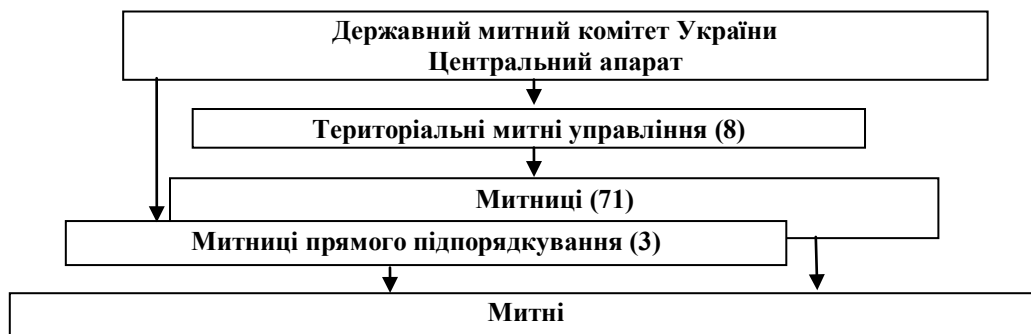 Державний митний комітет України
Центральний апарат
Територіальні митні управління (8)
Митниці (71)
Митниці прямого підпорядкування (3)
Митні